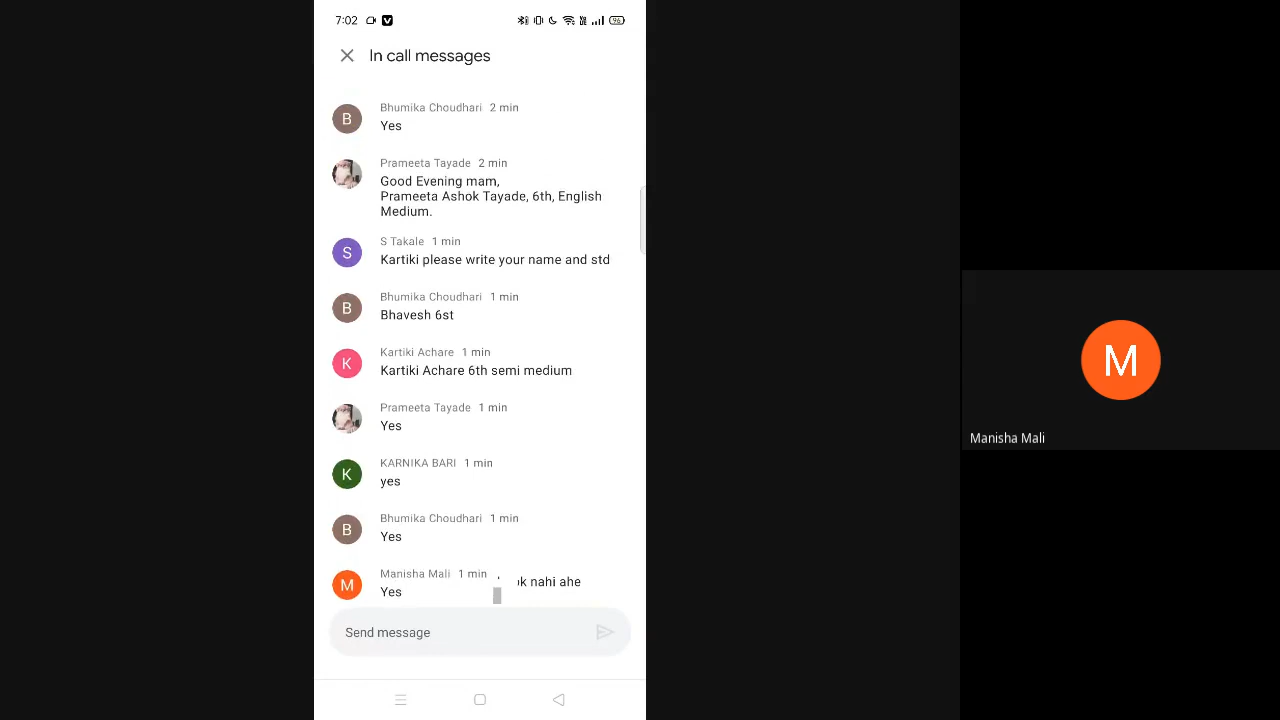 7:02
96
In call messages
Bhumika Choudhari 2 min
B
Yes
Prameeta Tayade 2 min
Good Evening mam,
Prameeta Ashok Tayade, 6th, English
Medium.
S Takale 1 min
S
Kartiki please write your name and std
Bhumika Choudhari 1 min
B
Bhavesh 6st
Kartiki Achare 1 min
K
Kartiki Achare 6th semi medium
Prameeta Tayade 1 min
Yes
KARNIKA BARI 1 min
K
yes
Bhumika Choudhari 1 min
B
Yes
Manisha Mali 1 min
M
Yes
nahi ahe
Send message
M
Manisha Mali